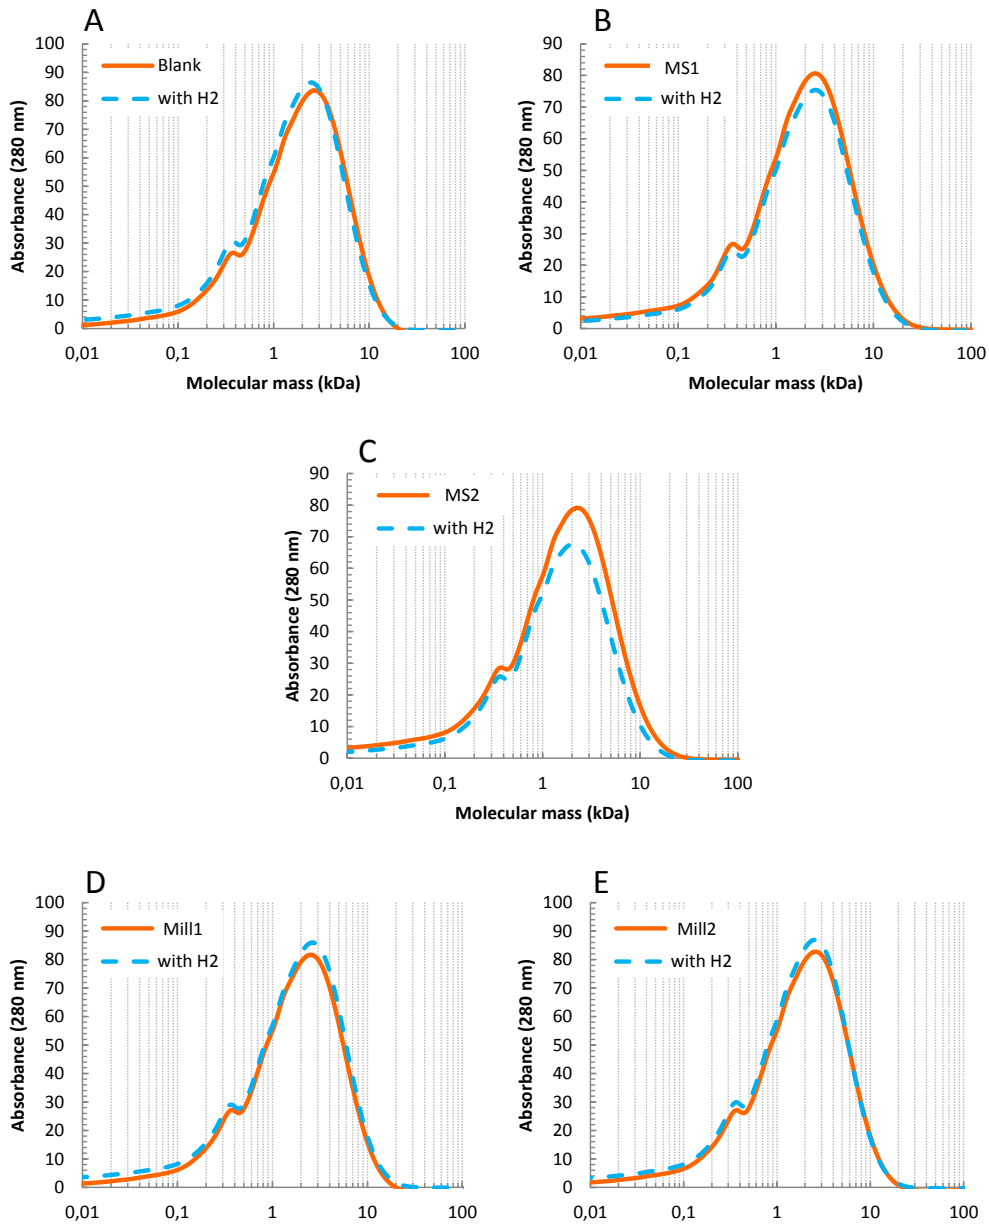 A
Absorbance (280 nm)
100
90
80
70
60
50
40
30
20
10
0
Blank
with H2
0,01 0,1 1 10 100
Molecular mass (kDa)
B
Absorbance (280 nm)
90
80
70
60
50
40
30
20
10
0
MS1
with H2
0,01 0,1 1 10 100
Molecular mass (kDa)
C
Absorbance (280 nm)
90
80
70
60
50
40
30
20
10
0
MS2
with H2
0,01 0,1 1 10 100
Molecular mass (kDa)
D
Absorbance (280 nm)
100
90
80
70
60
50
40
30
20
10
0
Mill1
with H2
0,01 0,1 1 10 100
E
Absorbance (280 nm)
100
90
80
70
60
50
40
30
20
10
0
Mill2
with H2
0,01 0,1 1 10 100